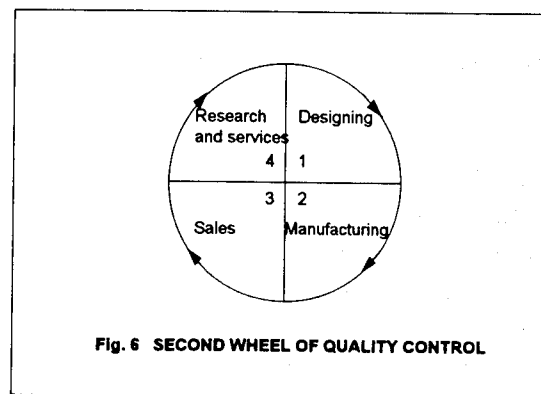 Research
and services
Designing
4 1
3 2
Sales
Manufacturing
Fig. 6 SECOND WHEEL OF QUALITY CONTROL